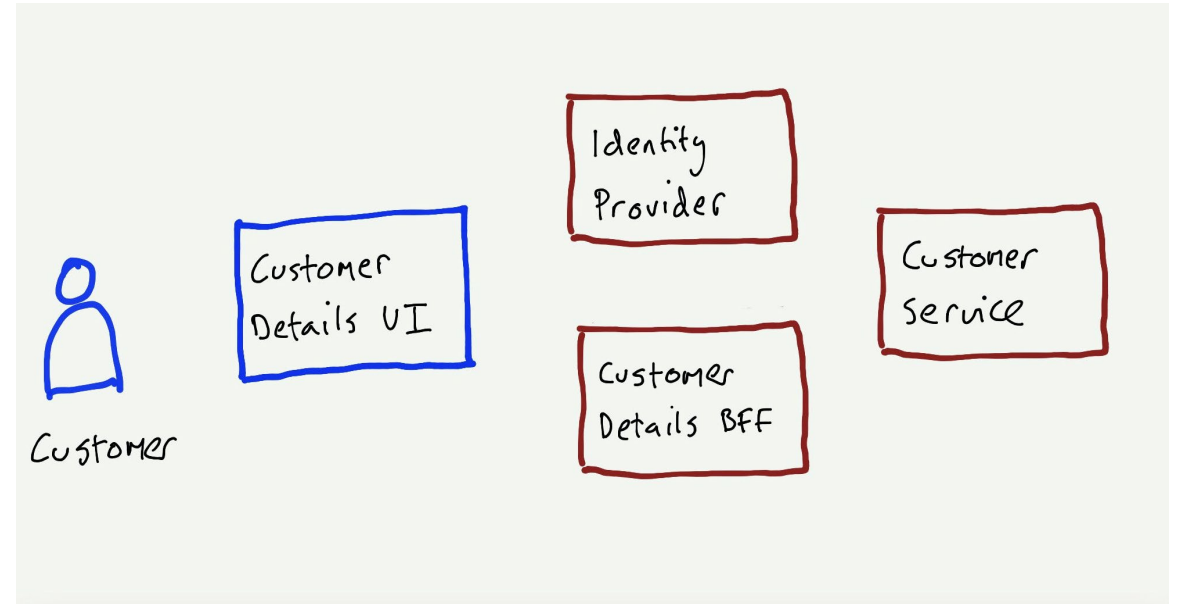 Identity
Provider
Customer
Details UI
Customer
Service
Customer
Details BFF
Customer